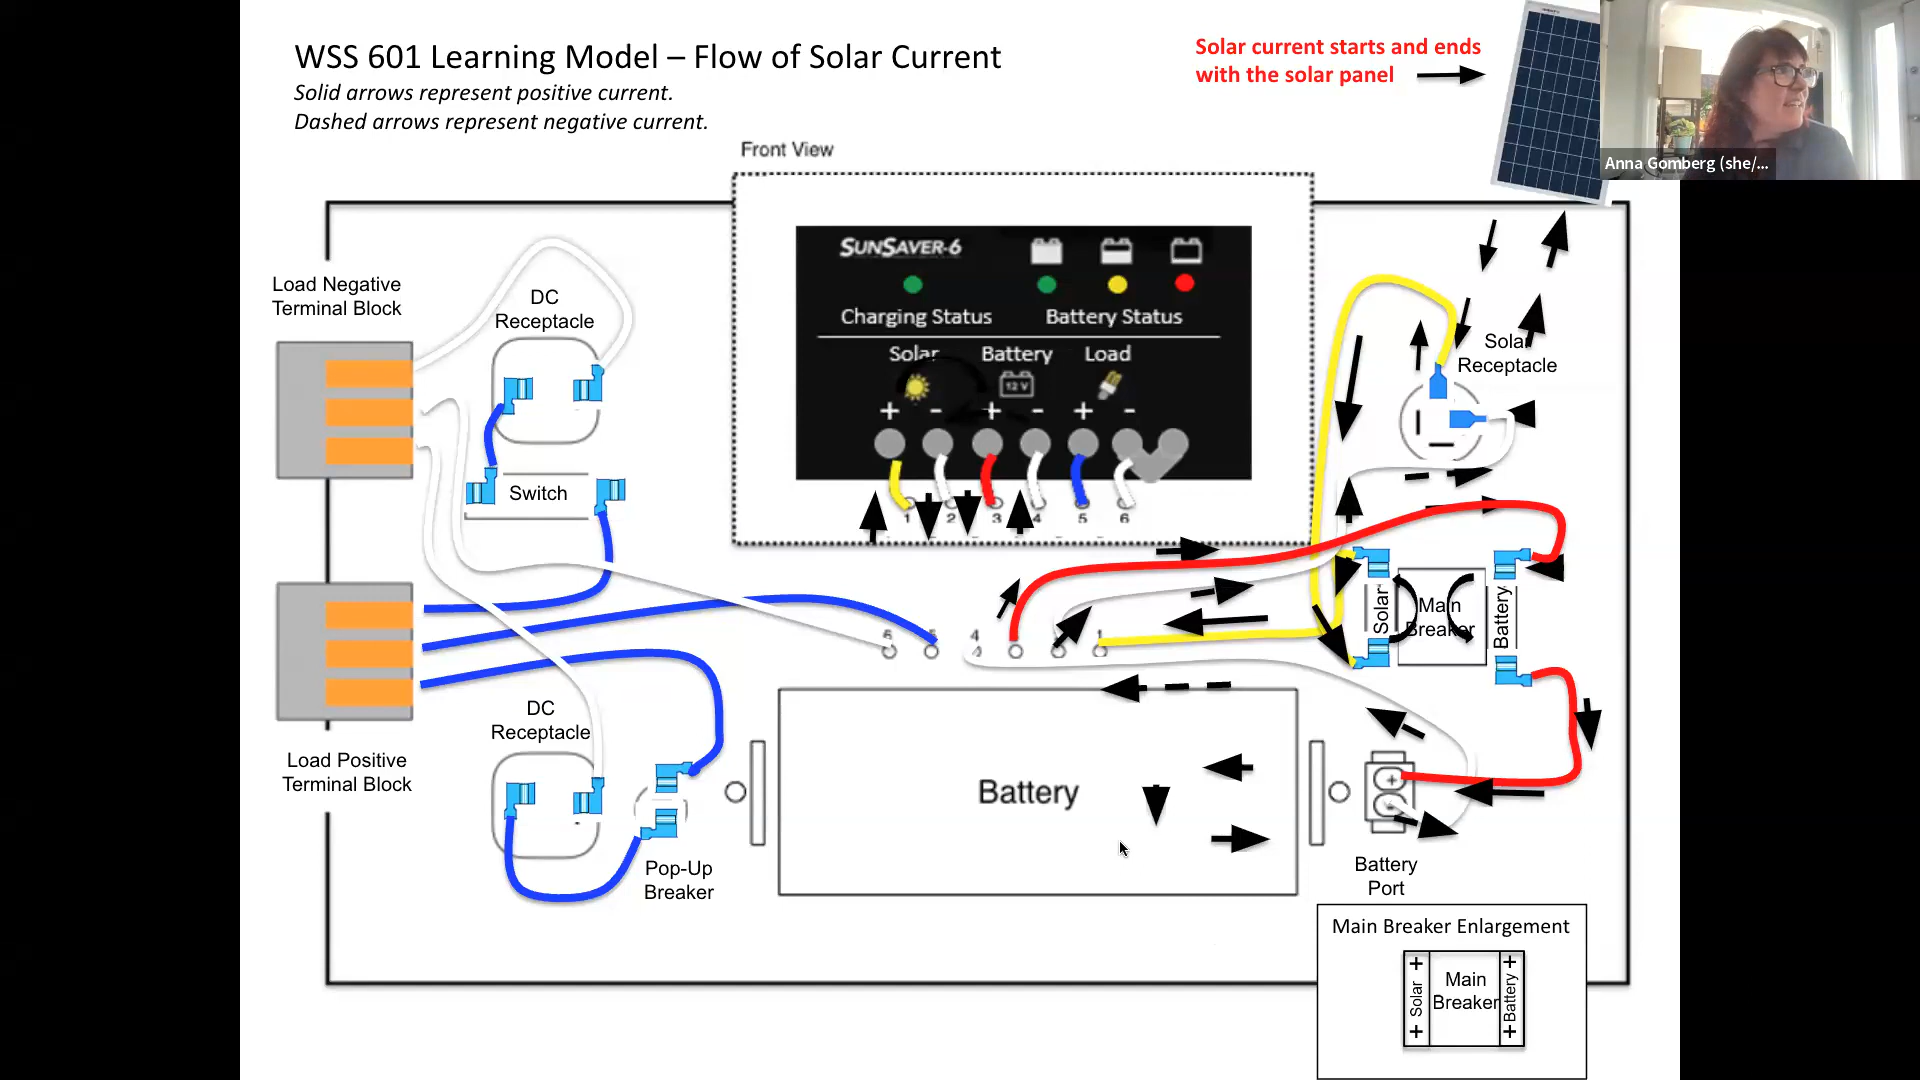 WSS 601 Learning Model – Flow of Solar Current
Solid arrows represent positive current.
Dashed arrows represent negative current.
Solar current starts and ends
with the solar panel
Anna Gomberg (she/...
Front View
SUNSAVER-6
Charging Status
Battery Status
Solar
Battery
Load
12 V
+ - + - + -
1 2 3 4 5 6
Load Negative
Terminal Block
DC
Receptacle
Switch
Solar
Receptacle
Solar
Main
Breaker
Battery
6 5 4 1
Load Positive
Terminal Block
DC
Receptacle
Pop-Up
Breaker
Battery
+
-
Battery
Port
Main Breaker Enlargement
+ Solar +
Main
Breaker
+ Battery +